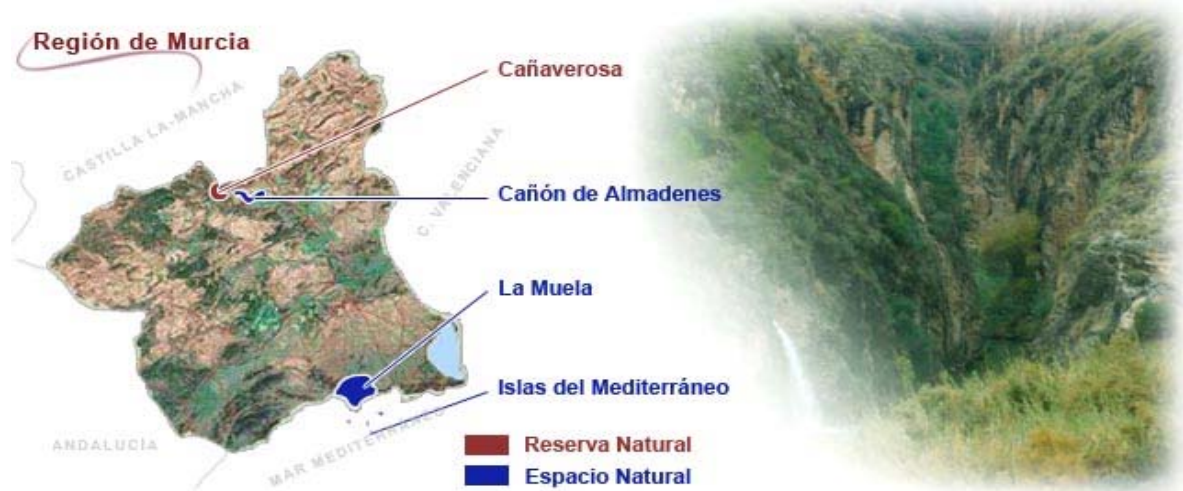 Región de Murcia
Cañaverosa
CASTILLA LA-MANCHA
C. VALENCIANA
Cañón de Almadenes
La Muela
Islas del Mediterráneo
ANDALUCÍA
MAR MEDITERRANEO
Reserva Natural
Espacio Natural